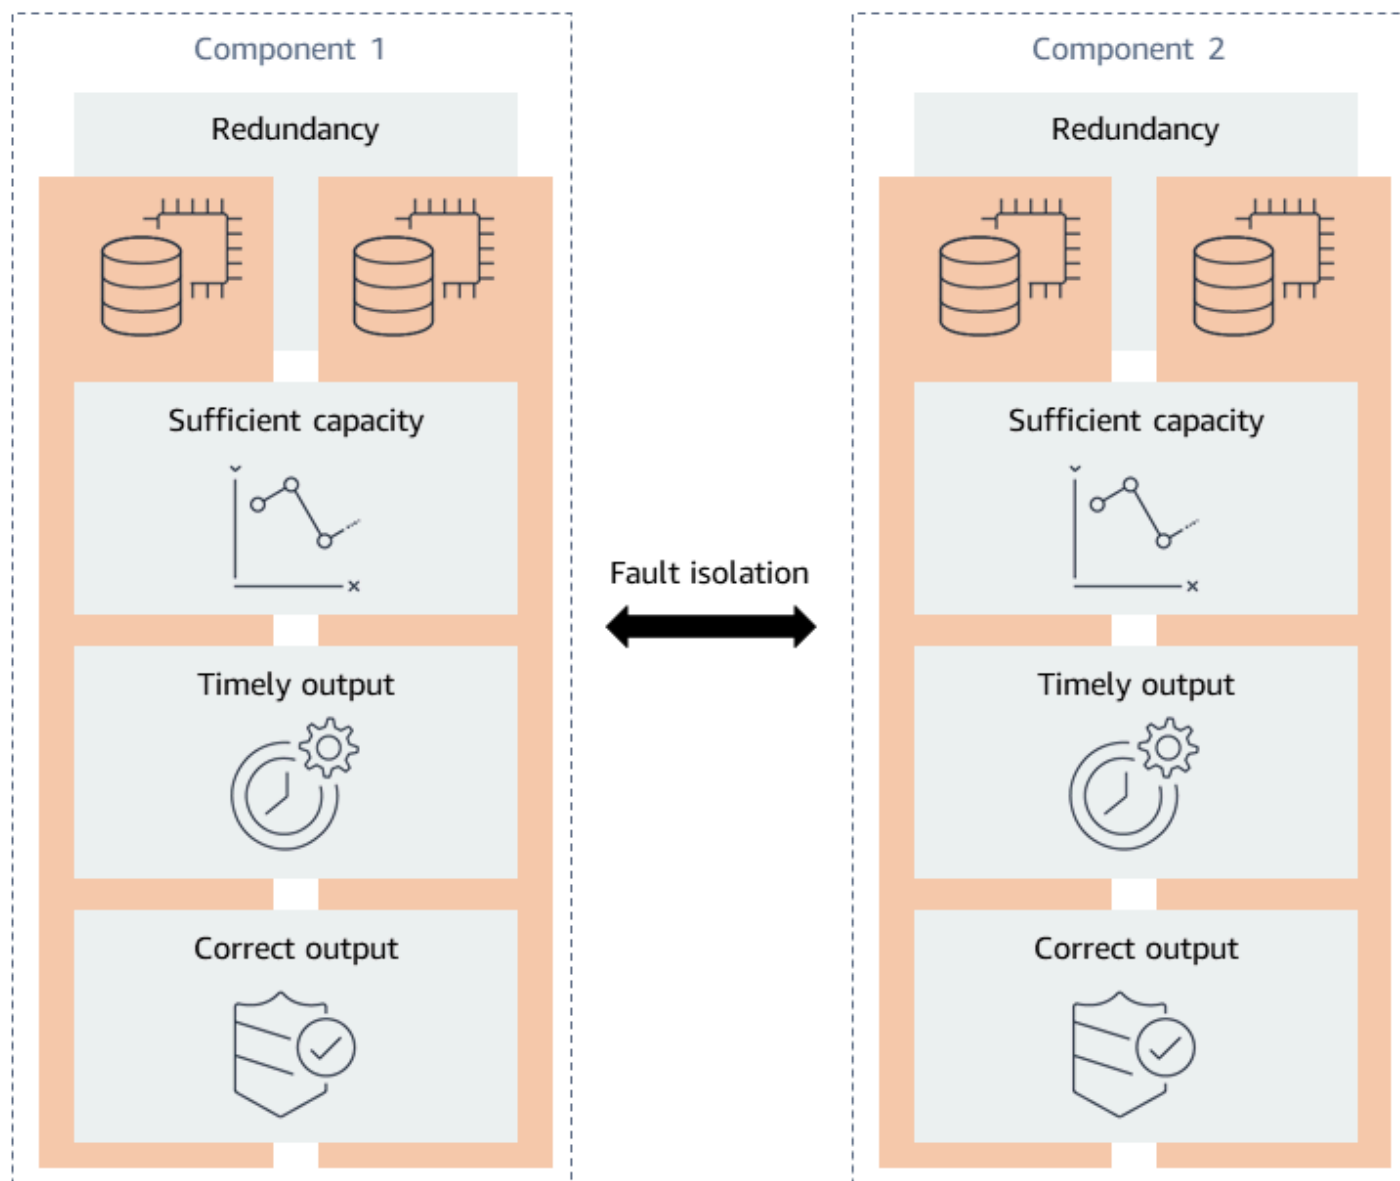 Component 1
Redundancy
Sufficient capacity
Timely output
Correct output
Fault isolation
Component 2
Redundancy
Sufficient capacity
Timely output
Correct output